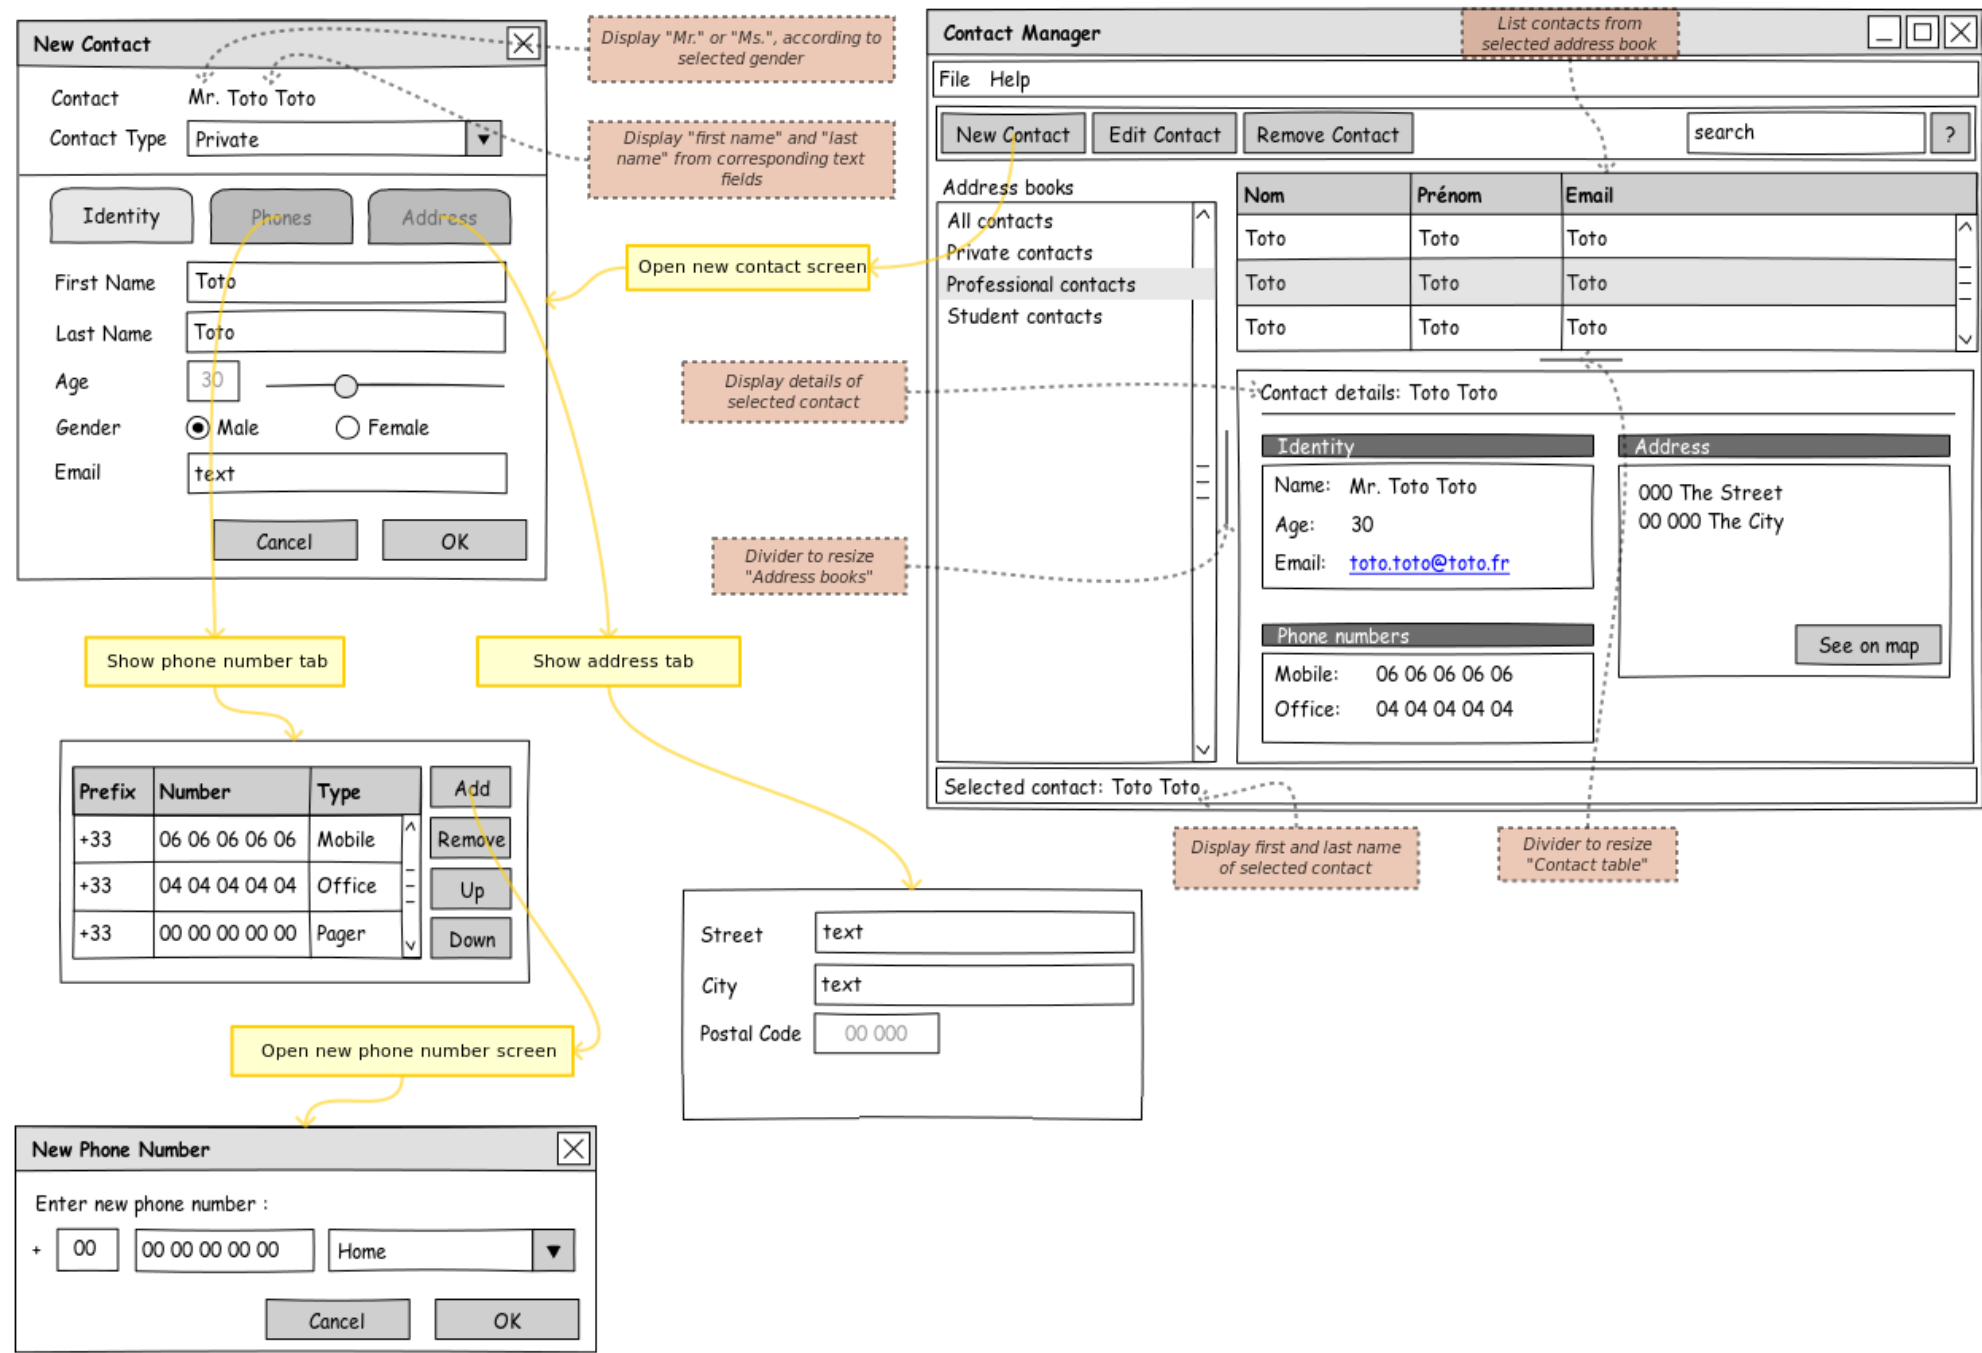 New Contact
Contact
Mr. Toto Toto
Contact Type
Private
Identity
Phones
Address
First Name
Toto
Last Name
Toto
Age
30
Gender
Male
Female
Email
text
Cancel
OK
Display "Mr." or "Ms.", according to
selected gender
Display "first name" and "last
name" from corresponding text
fields
Open new contact screen
Contact Manager
List contacts from
selected address book
File
Help
New Contact
Edit Contact
Remove Contact
search
?
Address books
All contacts
Private contacts
Professional contacts
Student contacts
Nom
Prénom
Email
Toto
Toto
Toto
Toto
Toto
Toto
Toto
Toto
Toto
Display details of
selected contact
Contact details: Toto Toto
Identity
Name:
Mr. Toto Toto
Age:
30
Email:
toto.toto@toto.fr
Address
000 The Street
00 000 The City
See on map
Divider to resize
"Address books"
Phone numbers
Mobile:
06 06 06 06 06
Office:
04 04 04 04 04
Selected contact: Toto Toto
Display first and last name
of selected contact
Divider to resize
"Contact table"
Show phone number tab
Show address tab
Prefix
Number
Type
+33
06 06 06 06 06
Mobile
+33
04 04 04 04 04
Office
+33
00 00 00 00 00
Pager
Add
Remove
Up
Down
Street
text
City
text
Postal Code
00 000
Open new phone number screen
New Phone Number
Enter new phone number :
+
00
00 00 00 00 00
Home
Cancel
OK